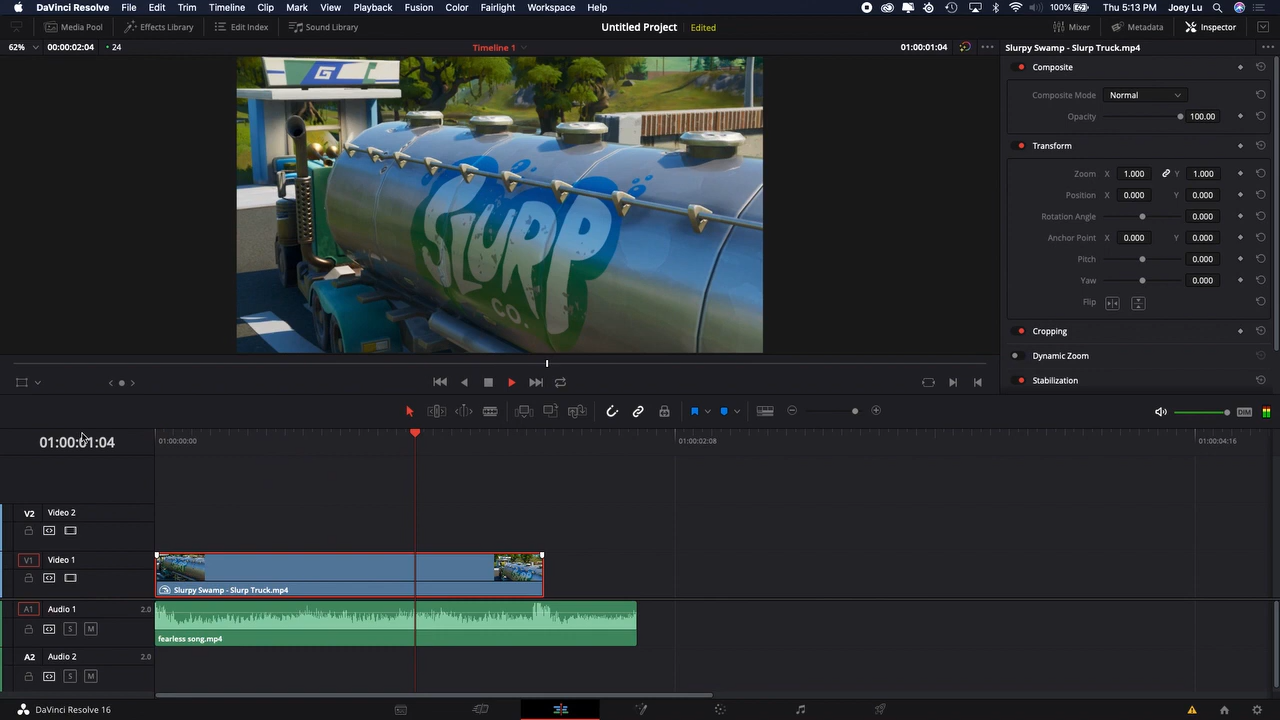 DaVinci Resolve File Edit Trim Timeline Clip Mark View Playback Fusion Color Fairlight Workspace Help 100% Thu 5:13 PM Joey Lu
Media Pool Effects Library Edit Index Sound Library Untitled Project Edited Mixer Metadata Inspector
62% 00:00:02:04 24 Timeline 1 01:00:01:04 Slurpy Swamp - Slurp Truck.mp4
Composite
Composite Mode Normal
Opacity 100.00
Transform
Zoom X 1.000 Y 1.000
Position X 0.000 Y 0.000
Rotation Angle 0.000
Anchor Point X 0.000 Y 0.000
Pitch 0.000
Yaw 0.000
Flip
Cropping
Dynamic Zoom
Stabilization
G
SLURP
CO.
DIM
01:00:01:04 01:00:00:00 01:00:02:08 01:00:04:16
V2 Video 2
V1 Video 1
Slurpy Swamp - Slurp Truck.mp4
A1 Audio 1 2.0
S M
fearless song.mp4
A2 Audio 2 2.0
S M
DaVinci Resolve 16